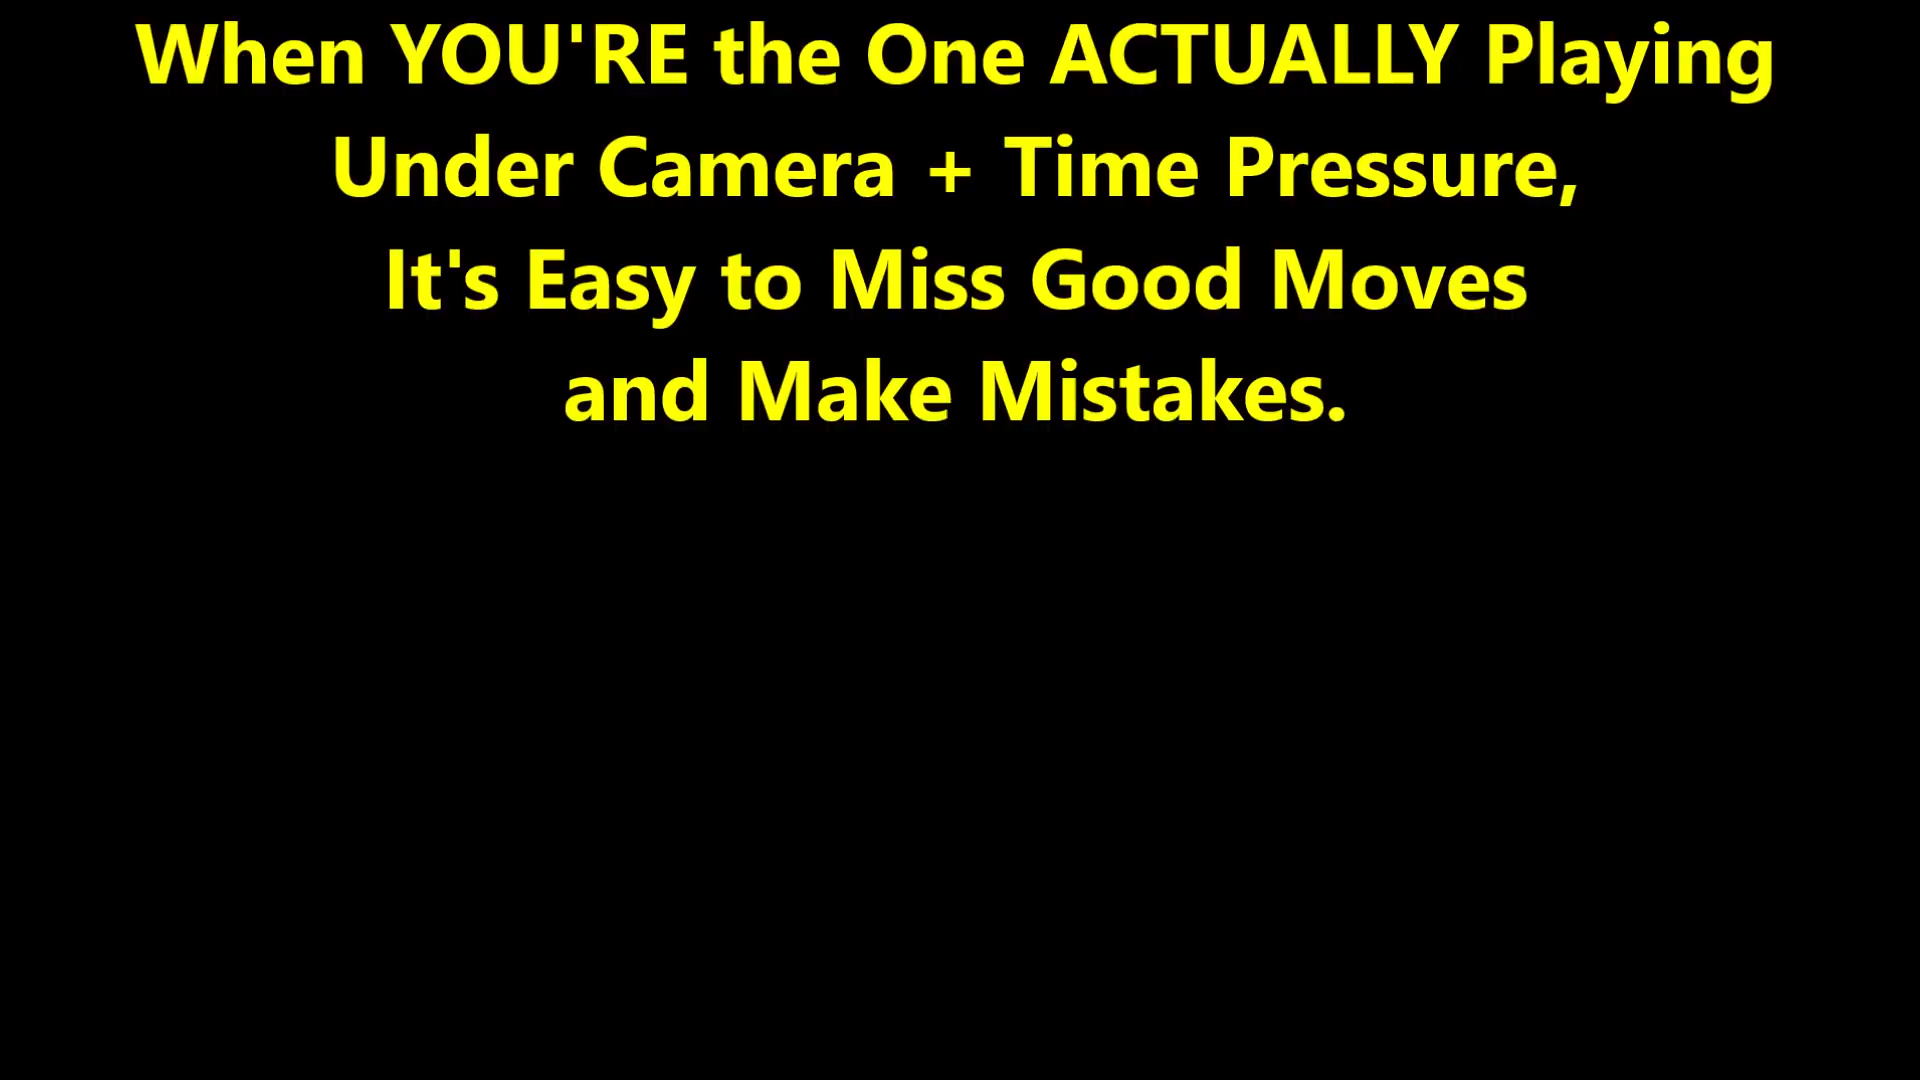 When YOU'RE the One ACTUALLY Playing
Under Camera + Time Pressure,
It's Easy to Miss Good Moves
and Make Mistakes.